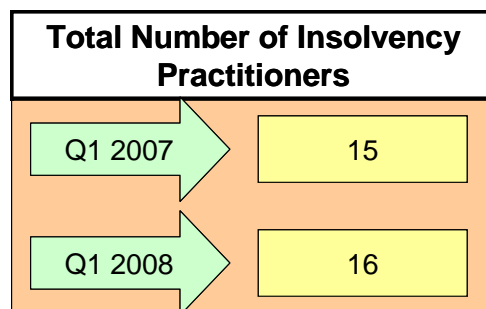 Total Number of Insolvency
Practitioners
Q1 2007 15
Q1 2008 16